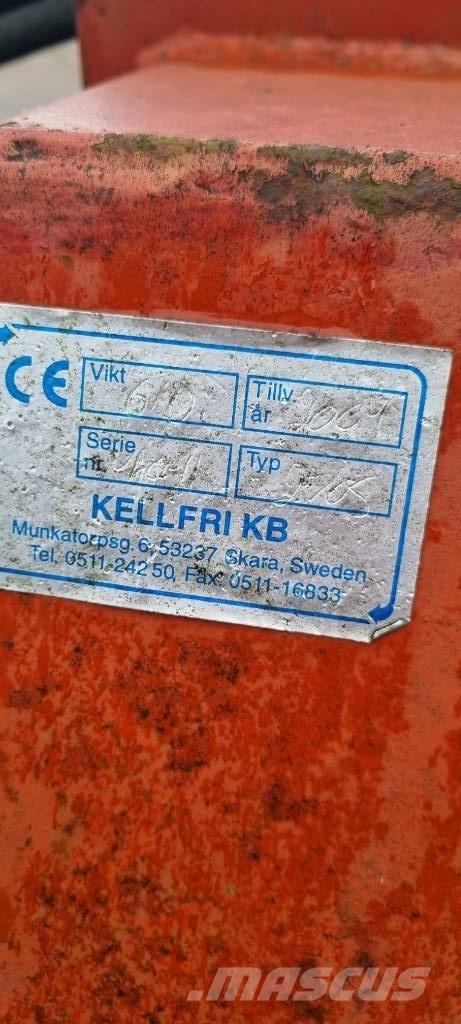 CE
Vikt
Tillv.
år
Serie
nr.
Typ
KELLFRI KB
Munkatorpsg. 6, 53237 Skara, Sweden
Tel. 0511-242 50, Fax. 0511-16833
MASCUS